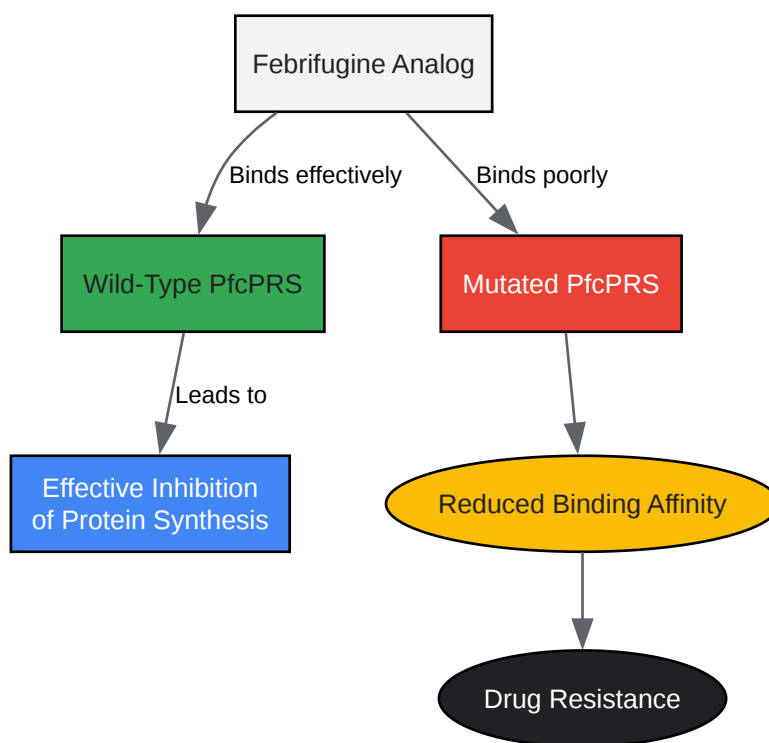 Febrifugine Analog
Binds effectively
Binds poorly
Wild-Type PfcPRS
Mutated PfcPRS
Leads to
Effective Inhibition
of Protein Synthesis
Reduced Binding Affinity
Drug Resistance